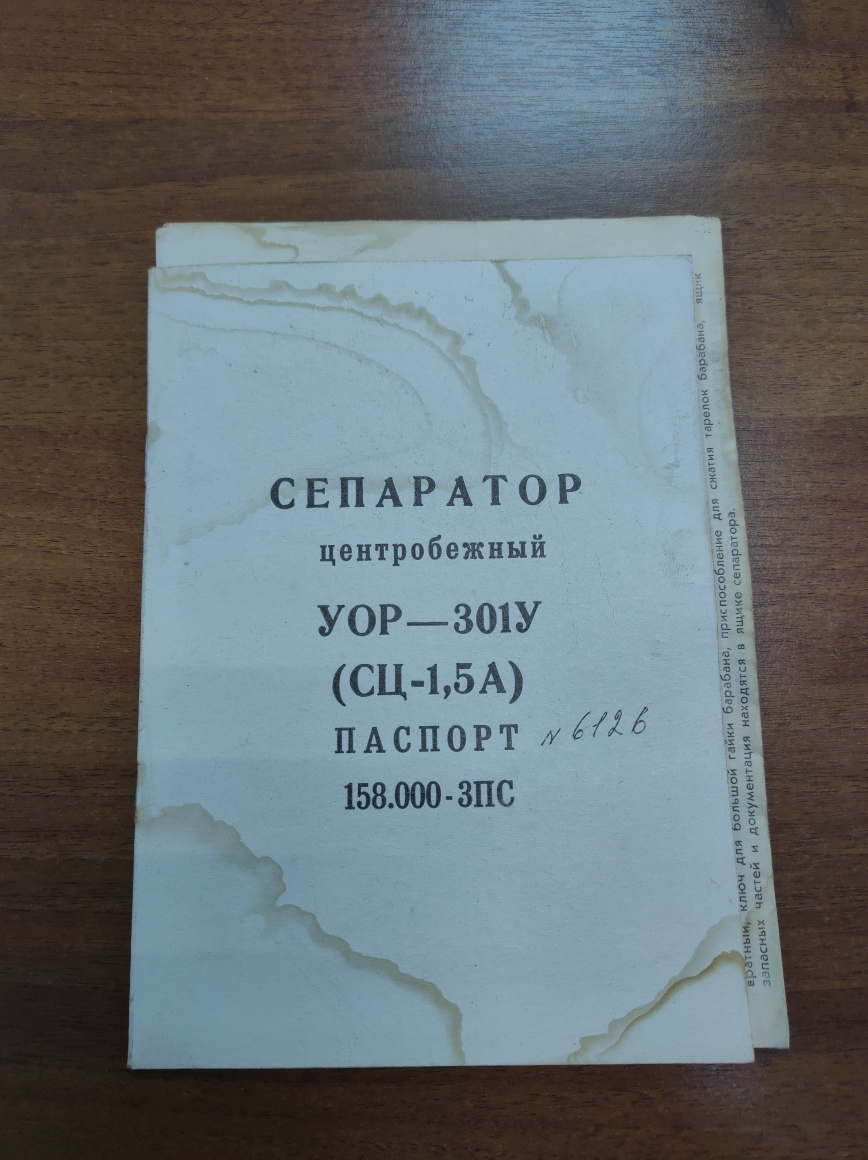 СЕПАРАТОР
центробежный
УОР—301У
(СЦ-1,5А)
ПАСПОРТ N 6126
158.000-3ПС
вратный, ключ для большой гайки барабана, приспособление для сжатия тарелок барабана, ящик
запасных частей и документация находятся в ящике сепаратора.